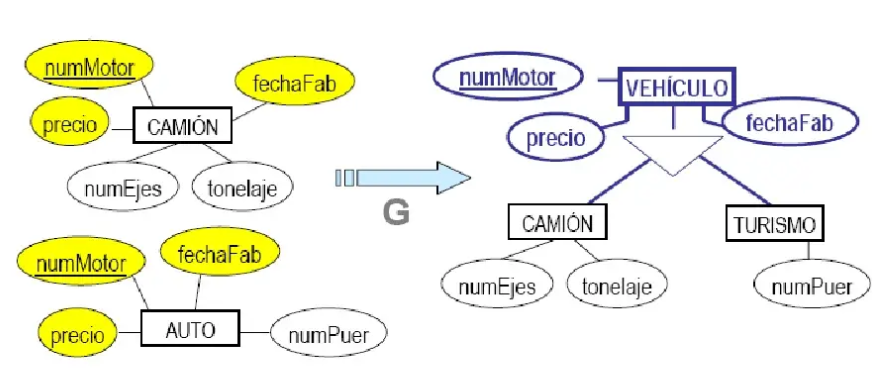 numMotor
fechaFab
precio
CAMIÓN
numEjes
tonelaje
numMotor
fechaFab
precio
AUTO
numPuer
G
numMotor
VEHÍCULO
precio
fechaFab
CAMIÓN
TURISMO
numEjes
tonelaje
numPuer